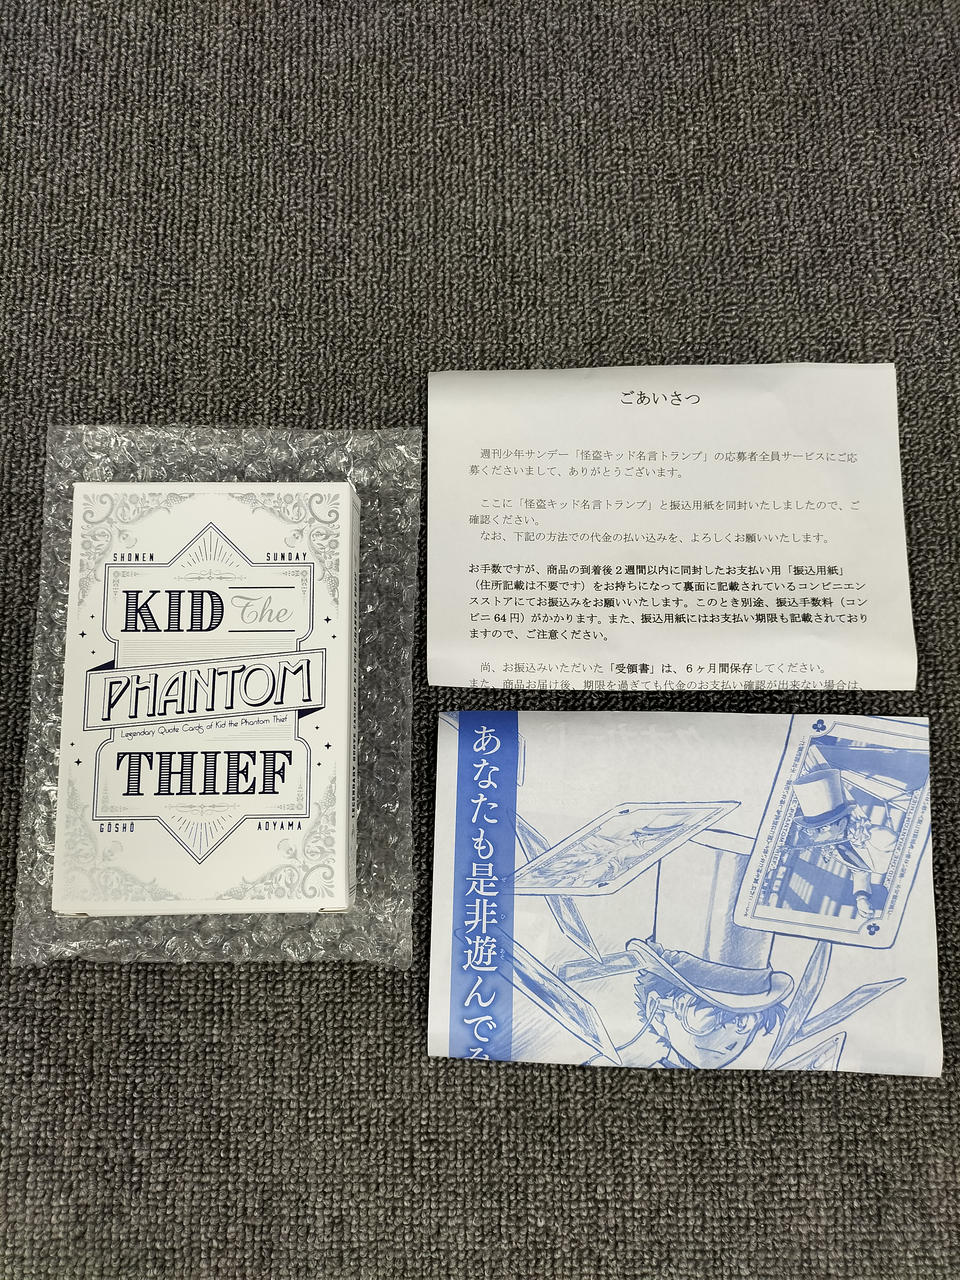 SHONEN SUNDAY
KID The
PHANTOM
Legendary Quote Cards of Kid the Phantom Thief
THIEF
GŌSHŌ AOYAMA
ごあいさつ
週刊少年サンデー「怪盗キッド名言トランプ」の応募者全員サービスにご応
募くださいまして、ありがとうございます。
ここに「怪盗キッド名言トランプ」と振込用紙を同封いたしましたので、ご
確認ください。
なお、下記の方法での代金の払い込みを、よろしくお願いいたします。
お手数ですが、商品の到着後２週間以内に同封したお支払い用「振込用紙」
（住所記載は不要です）をお持ちになって裏面に記載されているコンビニエン
スストアにてお振込みをお願いいたします。このとき別途、振込手数料（コン
ビニ 64 円）がかかります。また、振込用紙にはお支払い期限も記載されており
ますので、ご注意ください。
尚、お振込みいただいた「受領書」は、６ヶ月間保存してください。
また、商品お届け後、期限を過ぎても代金のお支払い確認が出来ない場合は、
あなたも是非遊んでみ